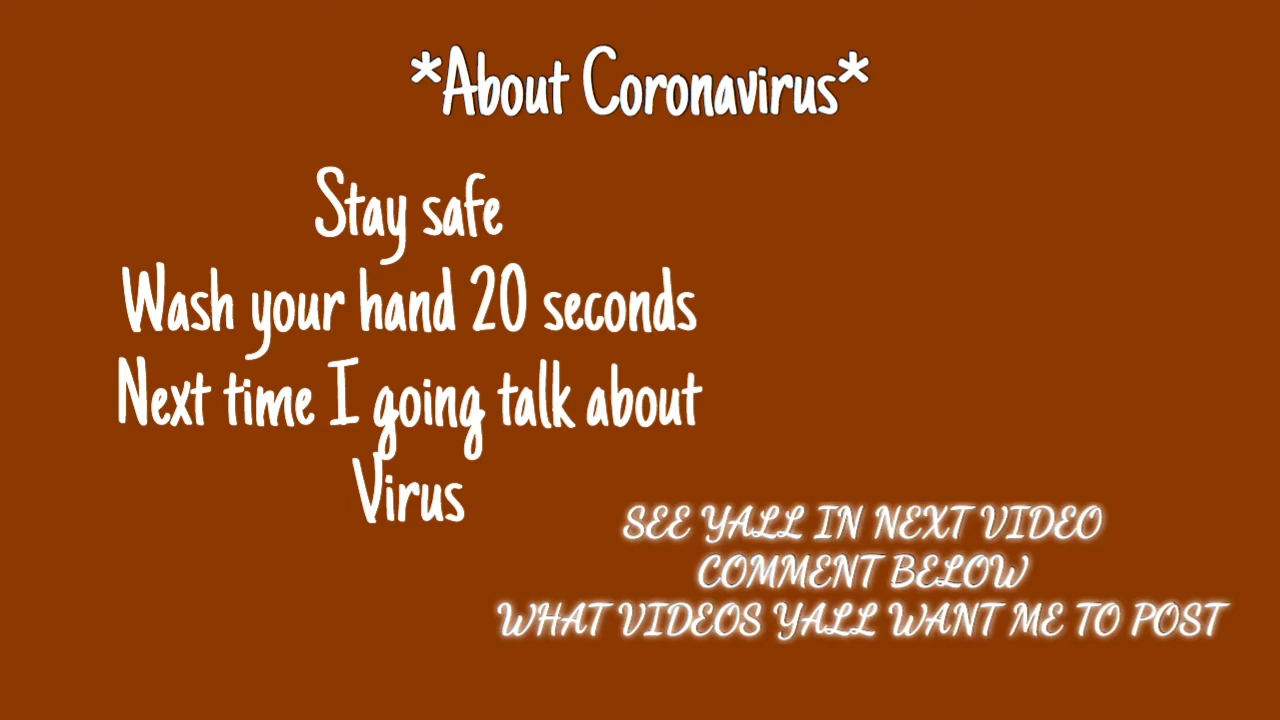 *About Coronavirus*
Stay safe
Wash your hand 20 seconds
Next time I going talk about
Virus
SEE YALL IN NEXT VIDEO
COMMENT BELOW
WHAT VIDEOS YALL WANT ME TO POST